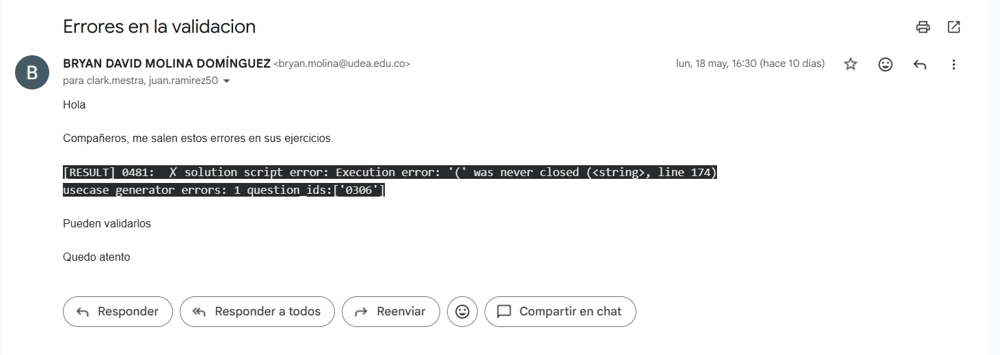 Errores en la validacion
B
BRYAN DAVID MOLINA DOMÍNGUEZ <bryan.molina@udea.edu.co>
lun, 18 may, 16:30 (hace 10 días)
para clark.mestra, juan.ramirez50
Hola
Compañeros, me salen estos errores en sus ejercicios.
[RESULT] 0481:  ✗ solution script error: Execution error: '(' was never closed (<string>, line 174)
usecase generator errors: 1 question_ids:['0306']
Pueden validarlos
Quedo atento
Responder
Responder a todos
Reenviar
Compartir en chat